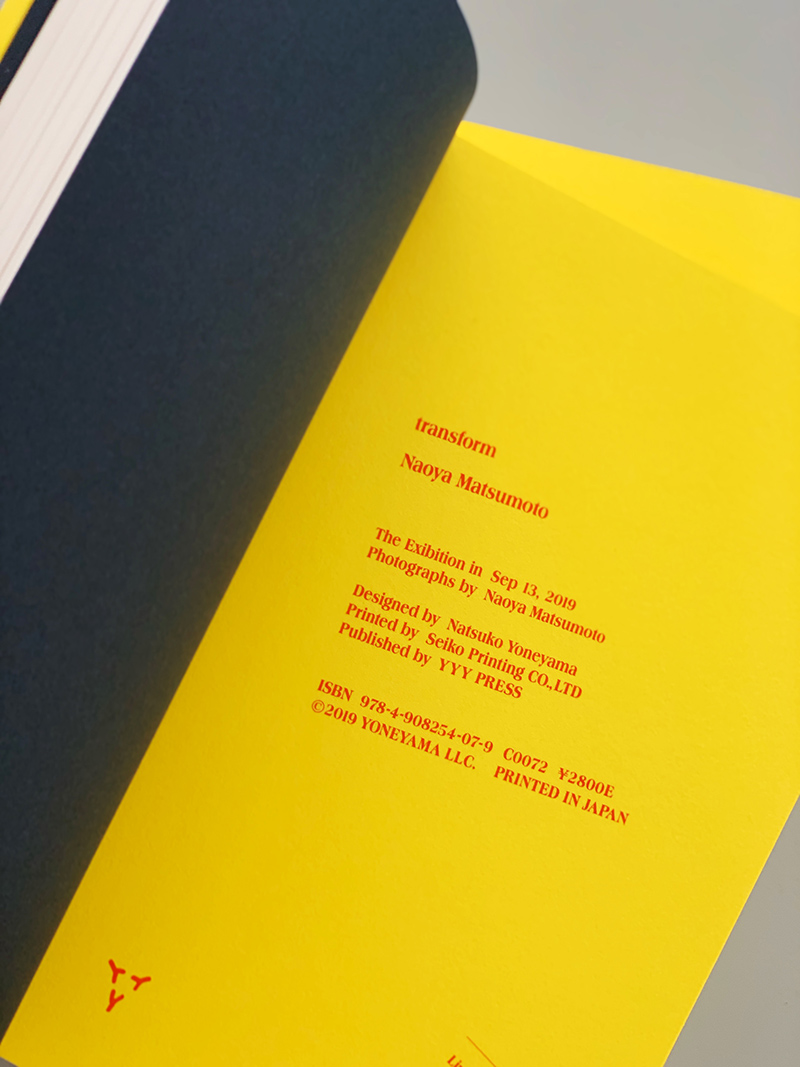 transform
Naoya Matsumoto
The Exibition in Sep 13, 2019
Photographs by Naoya Matsumoto
Designed by Natsuko Yoneyama
Printed by Seiko Printing CO.,LTD
Published by YYY PRESS
ISBN 978-4-908254-07-9 C0072 ¥2800E
©2019 YONEYAMA LLC. PRINTED IN JAPAN
Y Y
Y